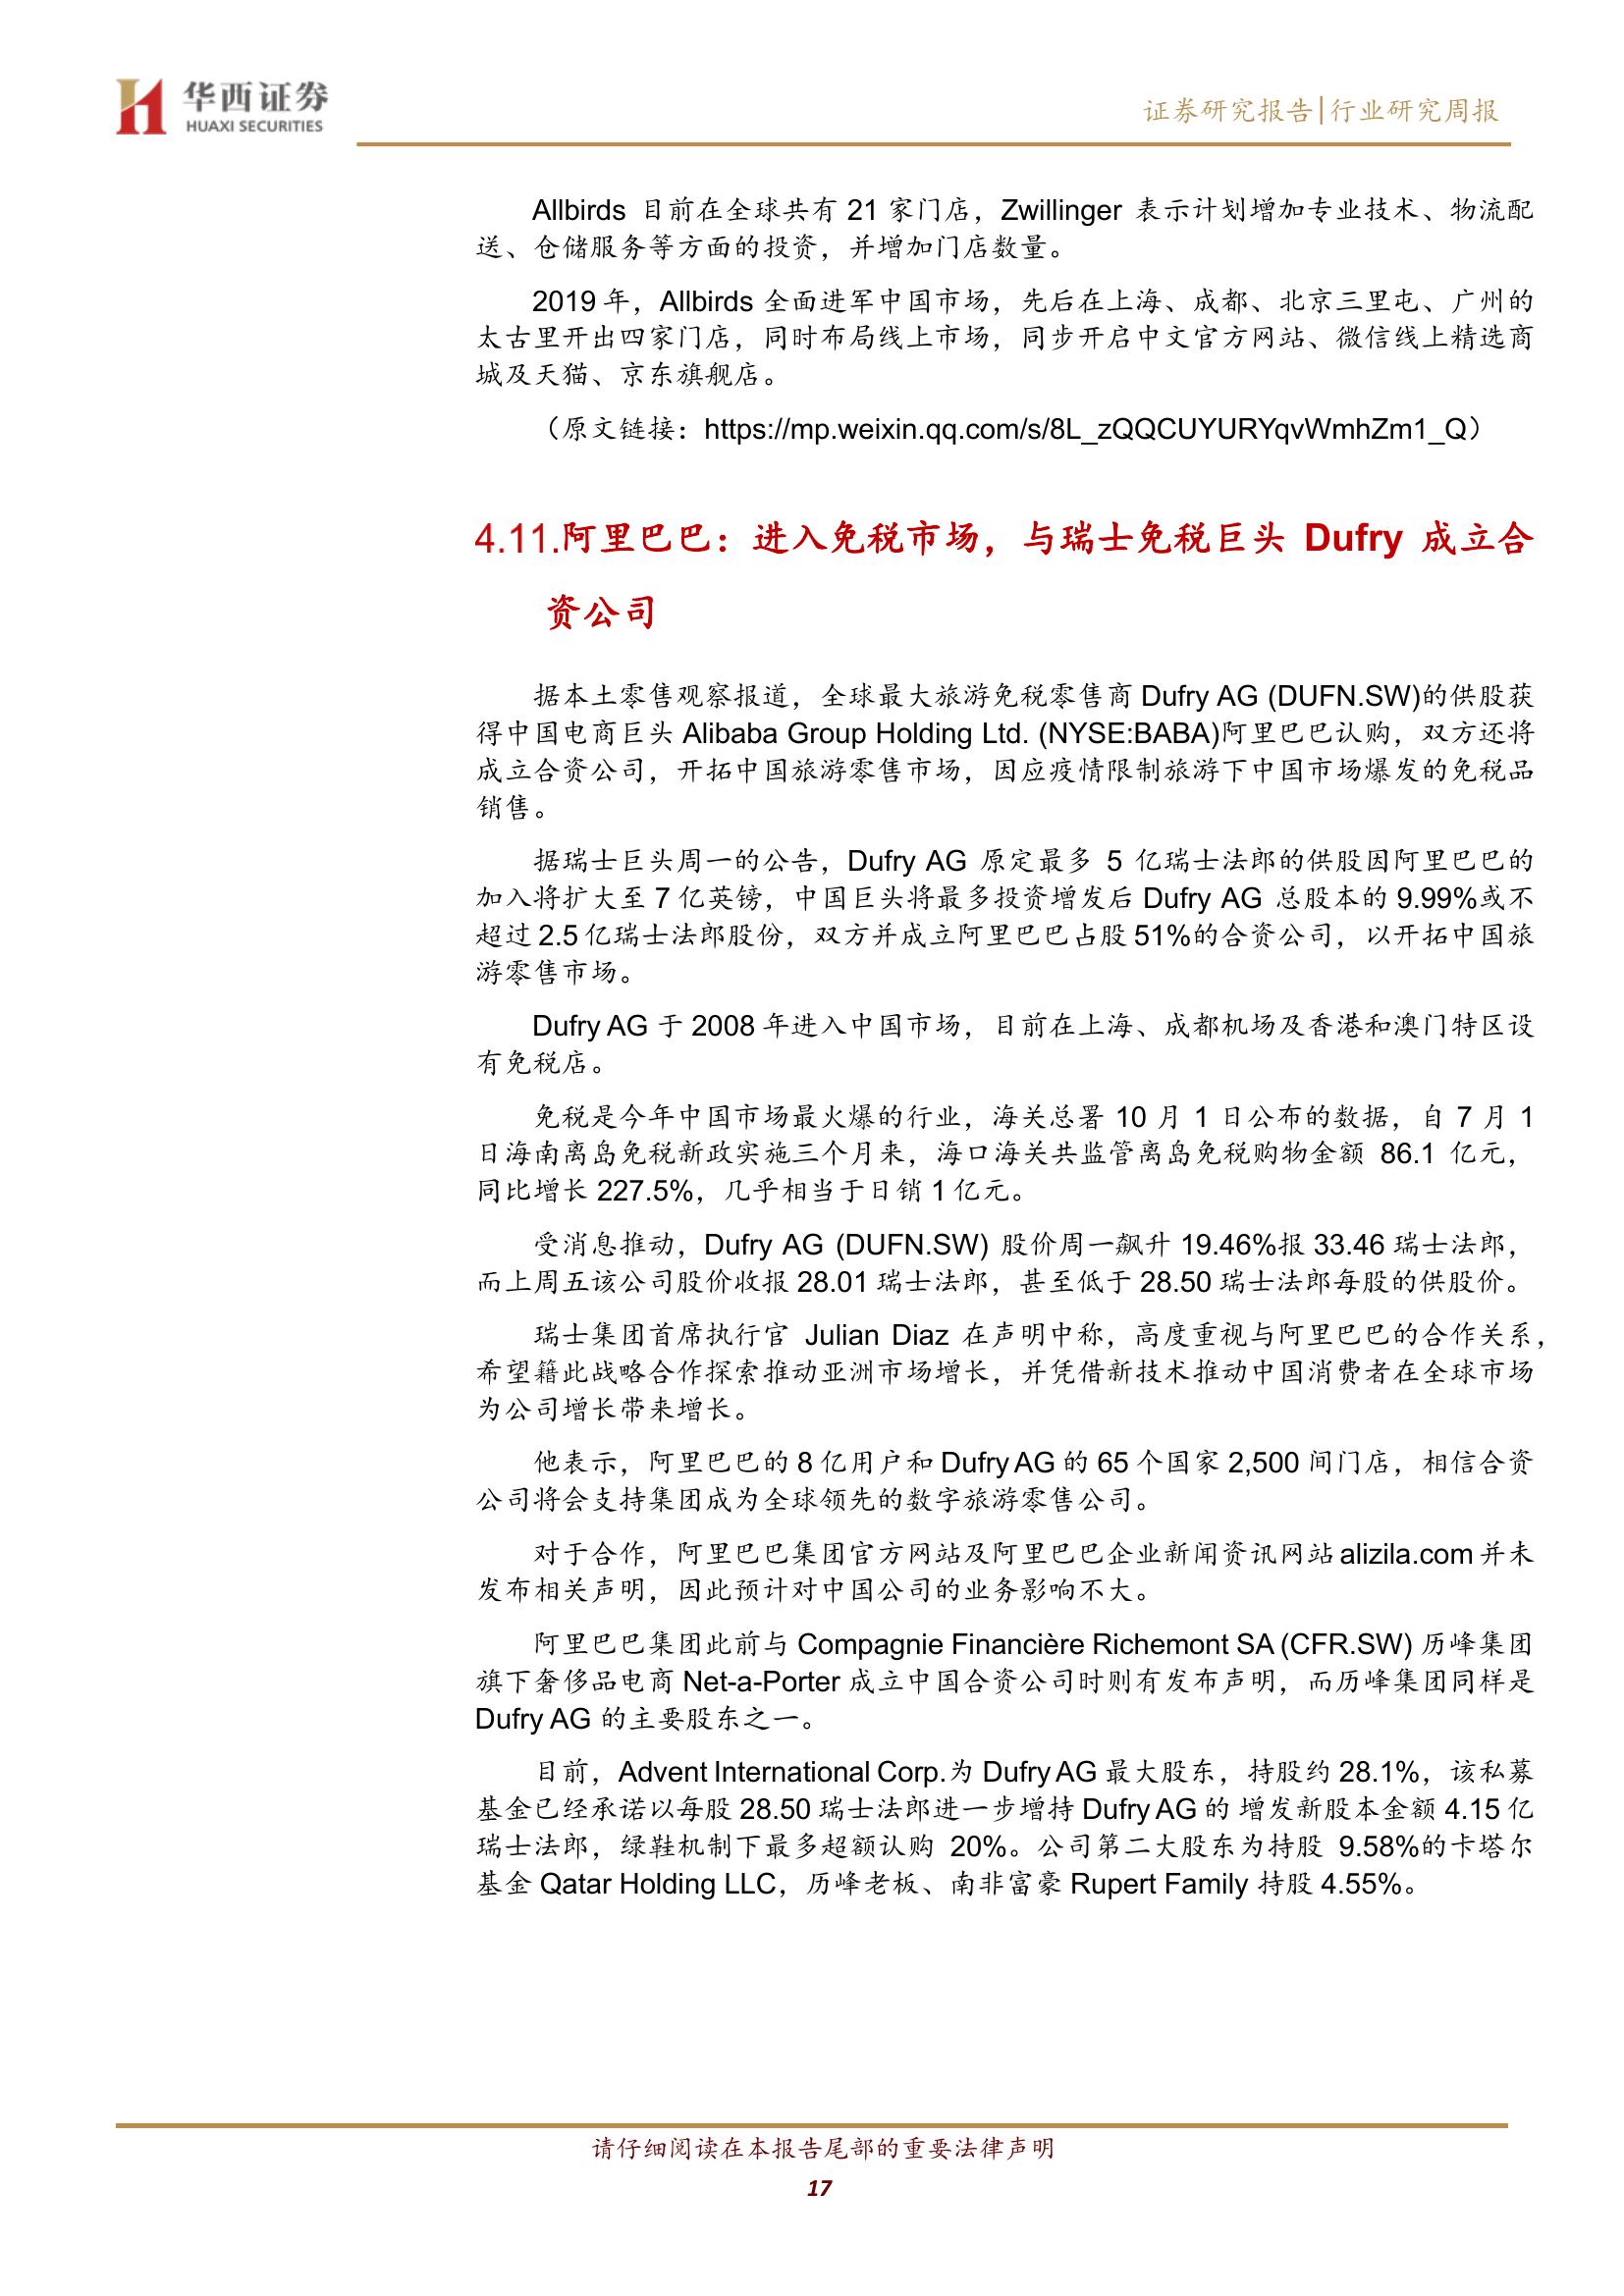 华西证券
HUAXI SECURITIES
证券研究报告|行业研究周报
Allbirds 目前在全球共有 21 家门店，Zwillinger 表示计划增加专业技术、物流配
送、仓储服务等方面的投资，并增加门店数量。
2019 年，Allbirds 全面进军中国市场，先后在上海、成都、北京三里屯、广州的
太古里开出四家门店，同时布局线上市场，同步开启中文官方网站、微信线上精选商
城及天猫、京东旗舰店。
（原文链接：https://mp.weixin.qq.com/s/8L_zQQCUYURYqvWmhZm1_Q）
4.11.阿里巴巴：进入免税市场，与瑞士免税巨头 Dufry 成立合
资公司
据本土零售观察报道，全球最大旅游免税零售商 Dufry AG (DUFN.SW)的供股获
得中国电商巨头 Alibaba Group Holding Ltd. (NYSE:BABA)阿里巴巴认购，双方还将
成立合资公司，开拓中国旅游零售市场，因应疫情限制旅游下中国市场爆发的免税品
销售。
据瑞士巨头周一的公告，Dufry AG 原定最多 5 亿瑞士法郎的供股因阿里巴巴的
加入将扩大至 7 亿英镑，中国巨头将最多投资增发后 Dufry AG 总股本的 9.99%或不
超过 2.5 亿瑞士法郎股份，双方并成立阿里巴巴占股 51%的合资公司，以开拓中国旅
游零售市场。
Dufry AG 于 2008 年进入中国市场，目前在上海、成都机场及香港和澳门特区设
有免税店。
免税是今年中国市场最火爆的行业，海关总署 10 月 1 日公布的数据，自 7 月 1
日海南离岛免税新政实施三个月来，海口海关共监管离岛免税购物金额 86.1 亿元，
同比增长 227.5%，几乎相当于日销 1 亿元。
受消息推动，Dufry AG (DUFN.SW) 股价周一飙升 19.46%报 33.46 瑞士法郎，
而上周五该公司股价收报 28.01 瑞士法郎，甚至低于 28.50 瑞士法郎每股的供股价。
瑞士集团首席执行官 Julian Diaz 在声明中称，高度重视与阿里巴巴的合作关系，
希望籍此战略合作探索推动亚洲市场增长，并凭借新技术推动中国消费者在全球市场
为公司增长带来增长。
他表示，阿里巴巴的 8 亿用户和 Dufry AG 的 65 个国家 2,500 间门店，相信合资
公司将会支持集团成为全球领先的数字旅游零售公司。
对于合作，阿里巴巴集团官方网站及阿里巴巴企业新闻资讯网站 alizila.com 并未
发布相关声明，因此预计对中国公司的业务影响不大。
阿里巴巴集团此前与 Compagnie Financière Richemont SA (CFR.SW) 历峰集团
旗下奢侈品电商 Net-a-Porter 成立中国合资公司时则有发布声明，而历峰集团同样是
Dufry AG 的主要股东之一。
目前，Advent International Corp.为 Dufry AG 最大股东，持股约 28.1%，该私募
基金已经承诺以每股 28.50 瑞士法郎进一步增持 Dufry AG 的 增发新股本金额 4.15 亿
瑞士法郎，绿鞋机制下最多超额认购 20%。公司第二大股东为持股 9.58%的卡塔尔
基金 Qatar Holding LLC，历峰老板、南非富豪 Rupert Family 持股 4.55%。
请仔细阅读在本报告尾部的重要法律声明
17